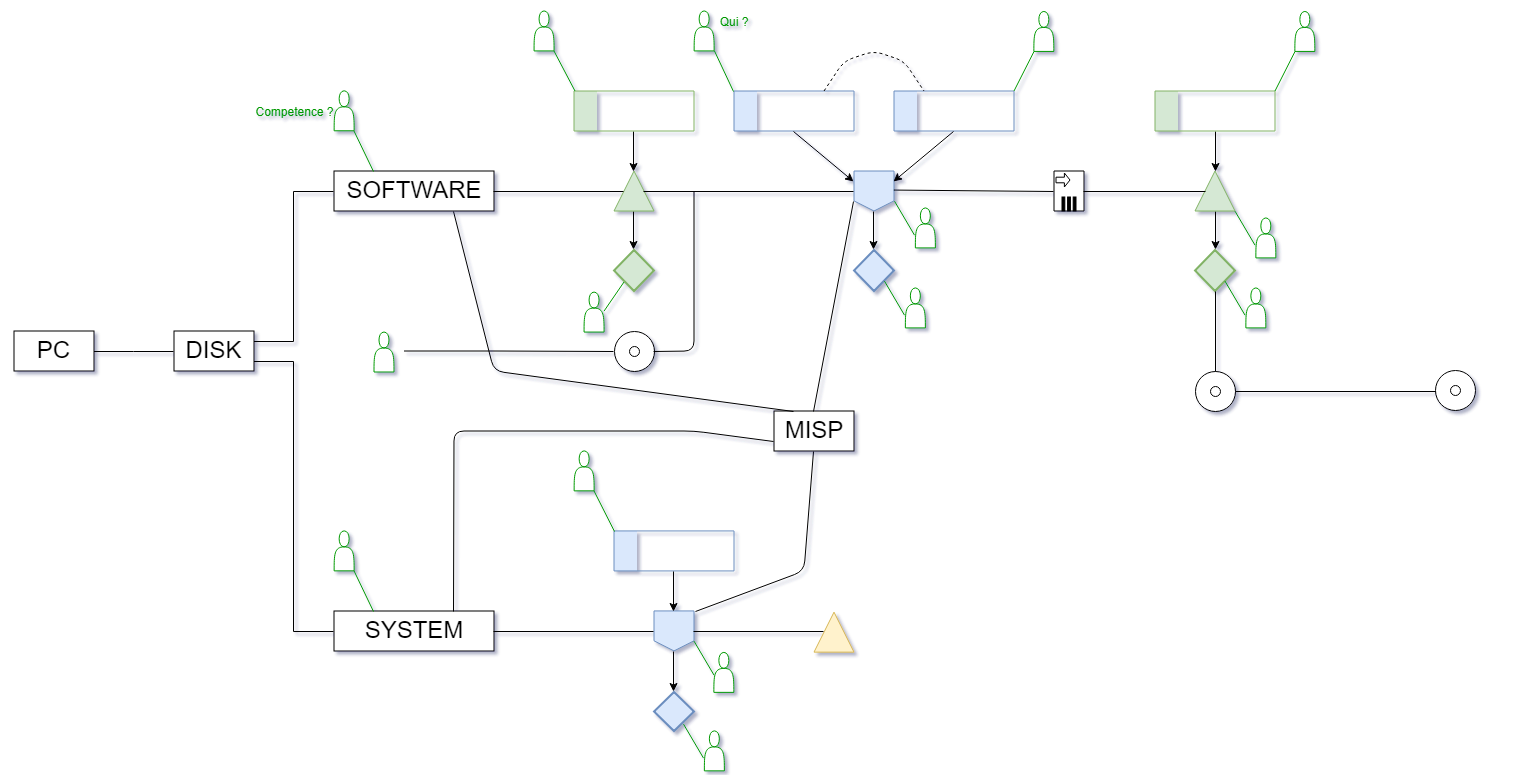 Qui ?
Competence ?
SOFTWARE
PC
DISK
MISP
SYSTEM